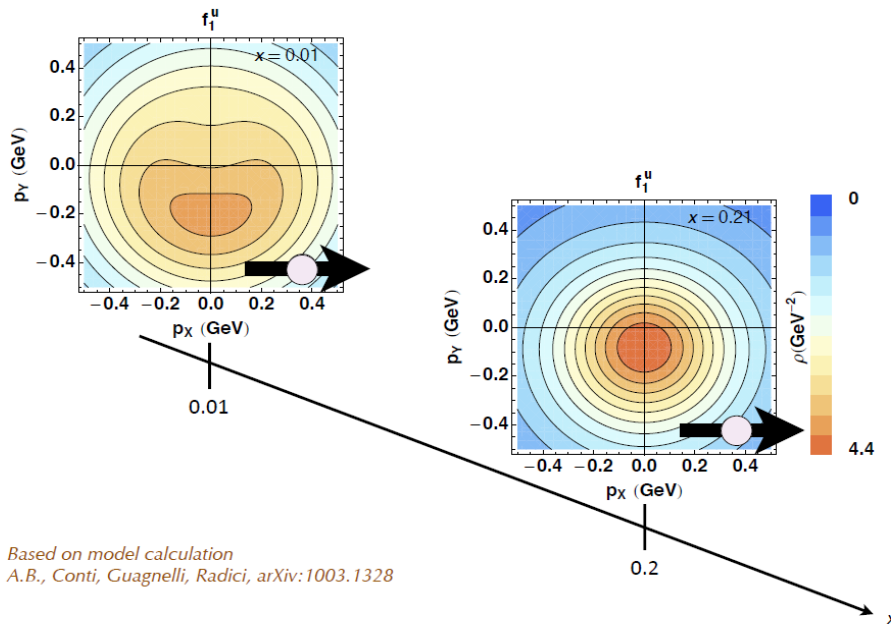 f₁ᵘ
x = 0.01
0.4
0.2
0.0
−0.2
−0.4
p_Y (GeV)
−0.4 −0.2 0.0 0.2 0.4
p_X (GeV)
0.01
f₁ᵘ
x = 0.21
0.4
0.2
0.0
−0.2
−0.4
p_Y (GeV)
−0.4 −0.2 0.0 0.2 0.4
p_X (GeV)
0.2
0
ρ(GeV⁻²)
4.4
Based on model calculation
A.B., Conti, Guagnelli, Radici, arXiv:1003.1328